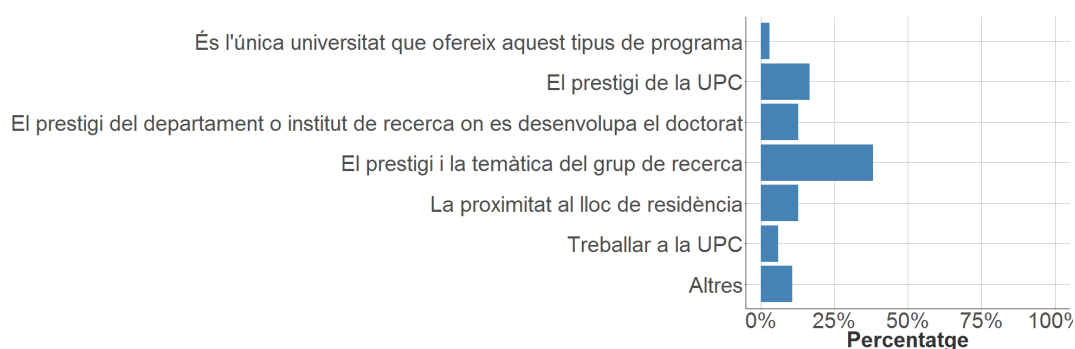 És l'única universitat que ofereix aquest tipus de programa
El prestigi de la UPC
El prestigi del departament o institut de recerca on es desenvolupa el doctorat
El prestigi i la temàtica del grup de recerca
La proximitat al lloc de residència
Treballar a la UPC
Altres
0% 25% 50% 75% 100%
Percentatge